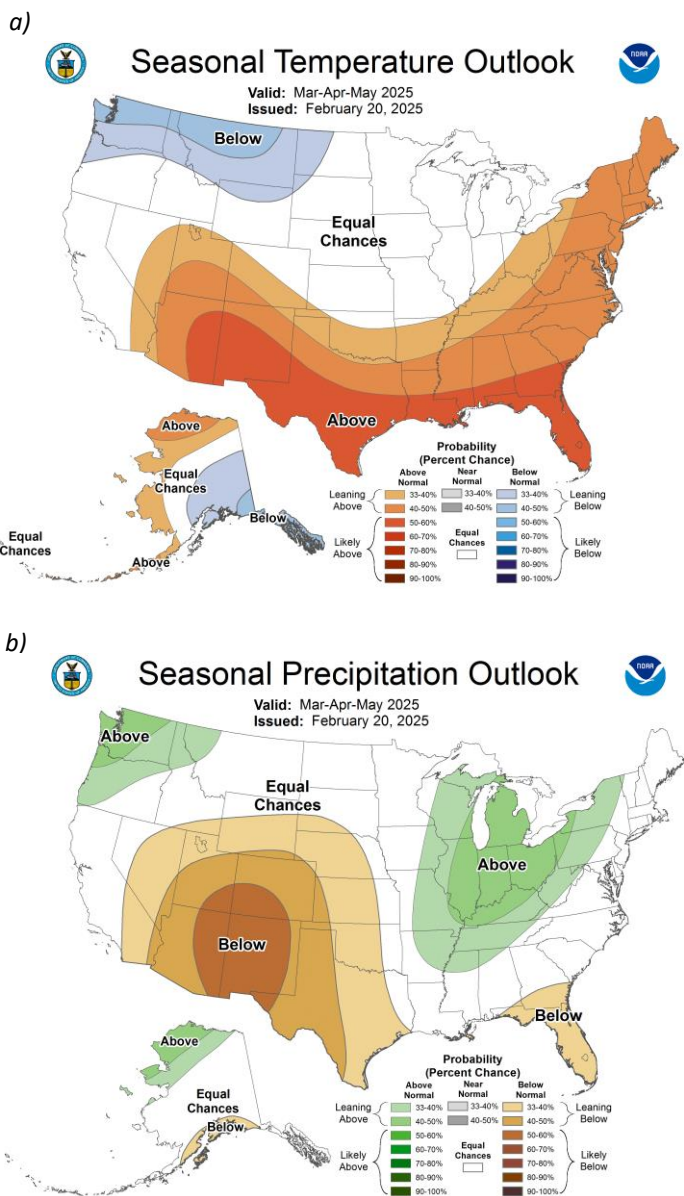 a)
Seasonal Temperature Outlook
NOAA
Valid: Mar-Apr-May 2025
Issued: February 20, 2025
Below
Equal
Chances
Above
Above
Equal
Chances
Below
Equal
Chances
Above
Probability
(Percent Chance)
Above
Normal
Near
Normal
Below
Normal
Leaning
Above
33-40%
33-40%
33-40%
Leaning
Below
40-50%
40-50%
40-50%
Likely
Above
50-60%
Equal
Chances
50-60%
Likely
Below
60-70%
60-70%
70-80%
70-80%
80-90%
80-90%
90-100%
90-100%
b)
Seasonal Precipitation Outlook
NOAA
Valid: Mar-Apr-May 2025
Issued: February 20, 2025
Above
Equal
Chances
Above
Below
Below
Above
Equal
Chances
Below
Probability
(Percent Chance)
Above
Normal
Near
Normal
Below
Normal
Leaning
Above
33-40%
33-40%
33-40%
Leaning
Below
40-50%
40-50%
40-50%
Likely
Above
50-60%
Equal
Chances
50-60%
Likely
Below
60-70%
60-70%
70-80%
70-80%
80-90%
80-90%
90-100%
90-100%